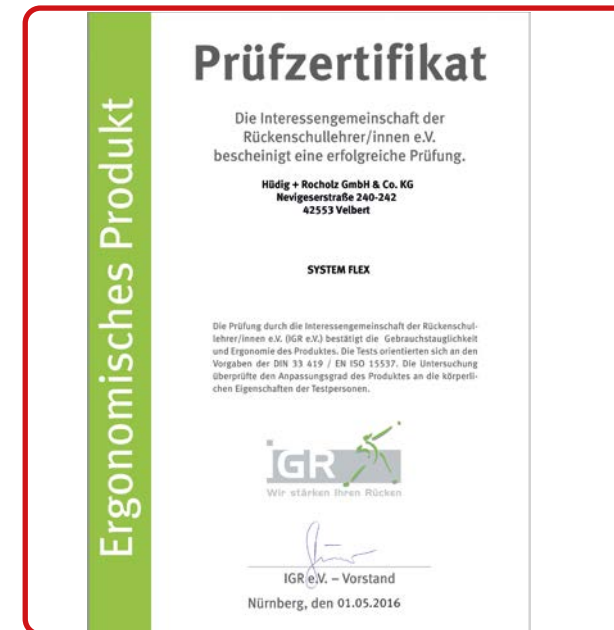 Ergonomisches Produkt
Prüfzertifikat
Die Interessengemeinschaft der
Rückenschullehrer/innen e.V.
bescheinigt eine erfolgreiche Prüfung.
Hüdig + Rocholz GmbH & Co. KG
Nevigeserstraße 240-242
42553 Velbert
SYSTEM FLEX
Die Prüfung durch die Interessengemeinschaft der Rückenschul-
lehrer/innen e.V. (IGR e.V.) bestätigt die Gebrauchstauglichkeit
und Ergonomie des Produktes. Die Tests orientierten sich an den
Vorgaben der DIN 33 419 / EN ISO 15537. Die Untersuchung
überprüfte den Anpassungsgrad des Produktes an die körperli-
chen Eigenschaften der Testpersonen.
iGR
Wir stärken Ihren Rücken
IGR e.V. – Vorstand
Nürnberg, den 01.05.2016